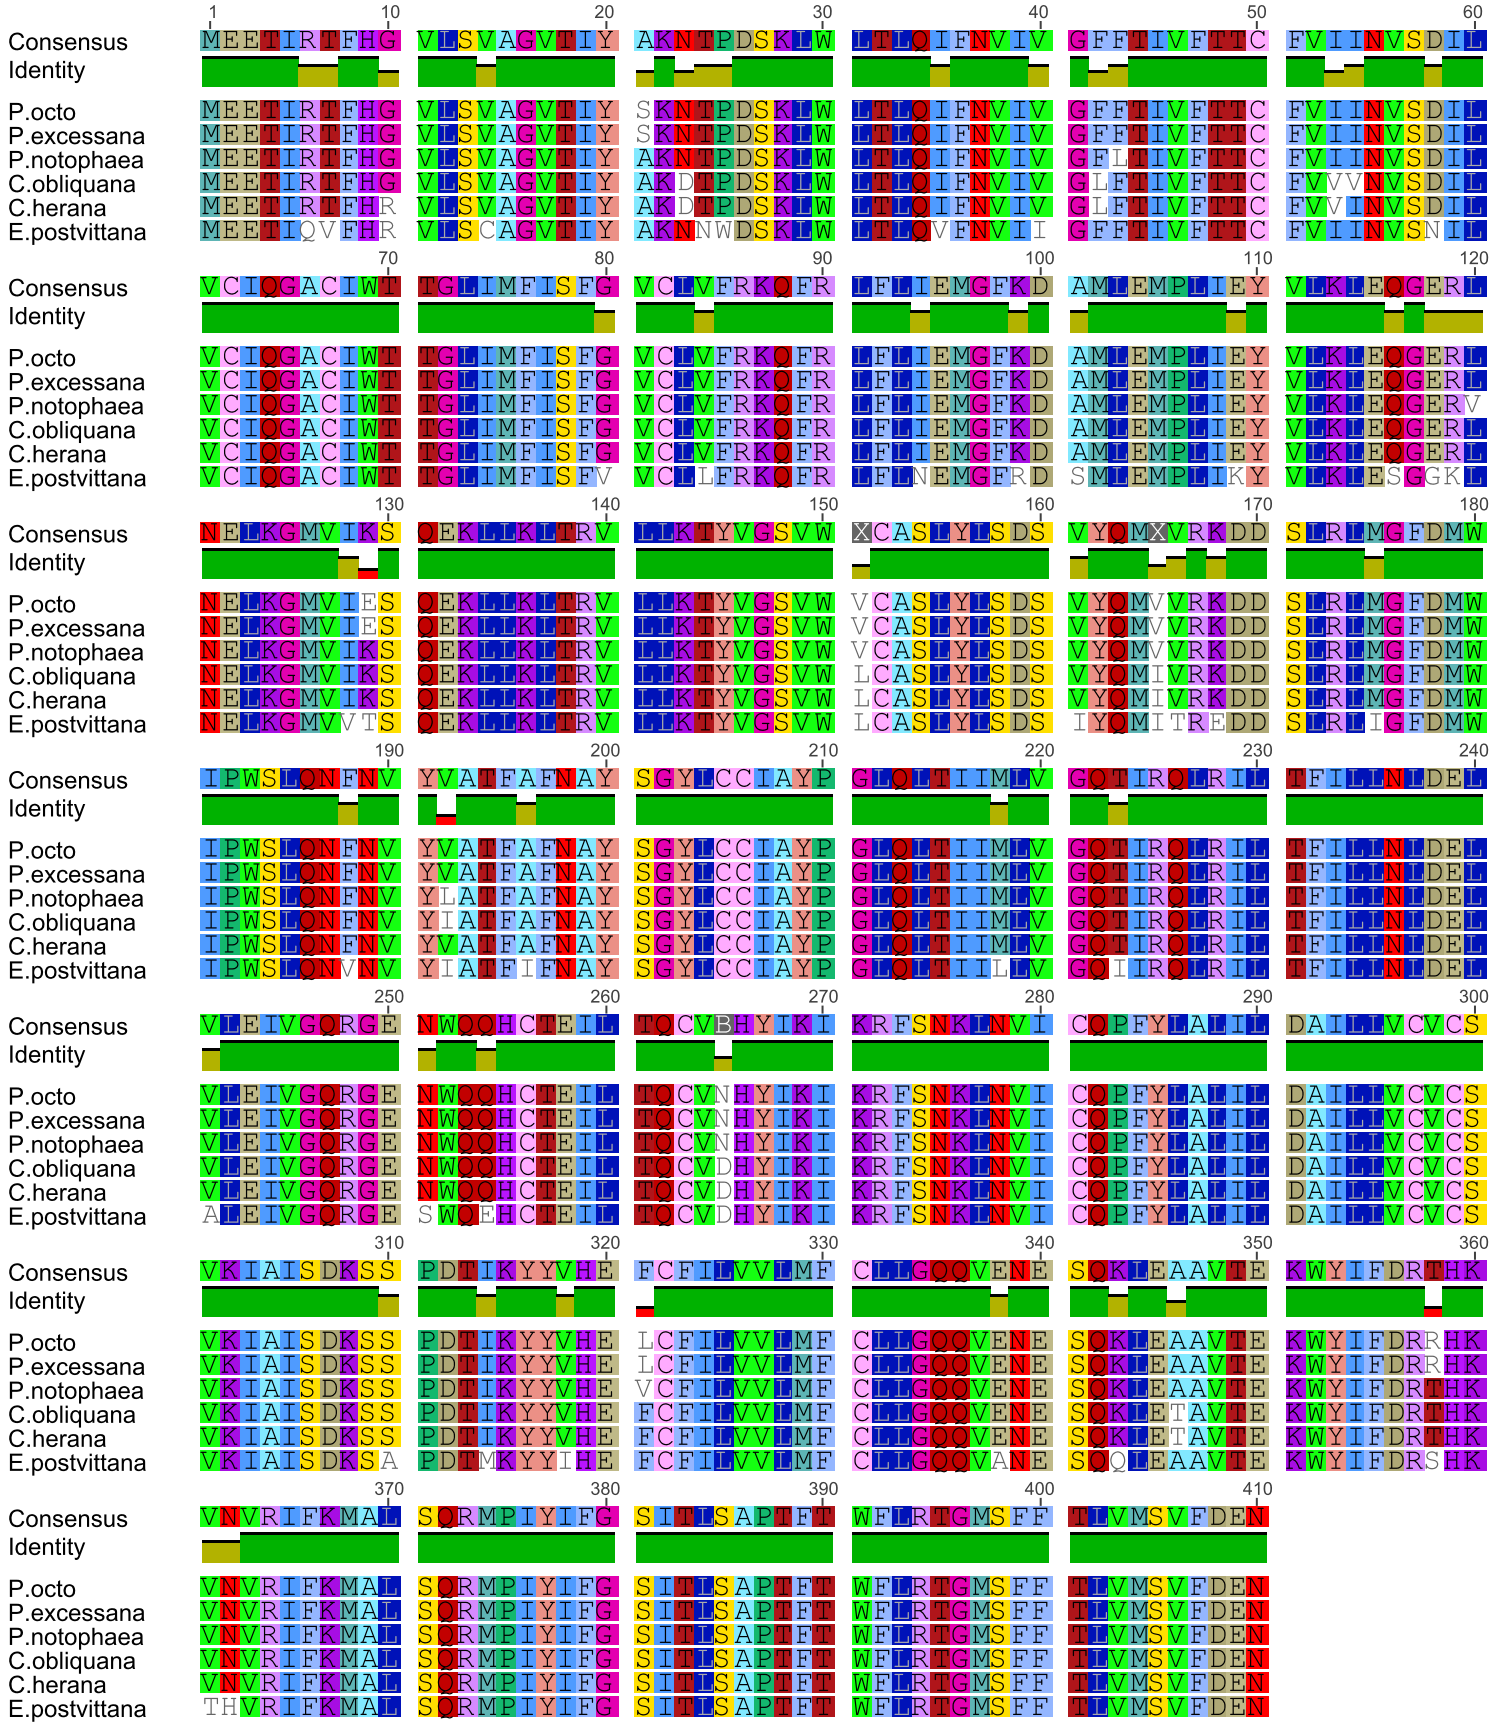 1 10 20 30 40 50 60
Consensus MEETIRTFHG VLSVAGVTIY AKNTPDSKLW LTLQIFNVIV GFFTIVFTTC FVIINVSDIL
Identity
P.octo MEETIRTFHG VLSVAGVTIY SKNTPDSKLW LTLQIFNVIV GFFTIVFTTC FVIINVSDIL
P.excessana MEETIRTFHG VLSVAGVTIY SKNTPDSKLW LTLQIFNVIV GFFTIVFTTC FVIINVSDIL
P.notophaea MEETIRTFHG VLSVAGVTIY AKNTPDSKLW LTLQIFNVIV GFLTIVFTTC FVIINVSDIL
C.obliquana MEETIRTFHG VLSVAGVTIY AKDTPDSKLW LTLQIFNVIV GLFTIVFTTC FVVVNVSDIL
C.herana MEETIRTFHR VLSVAGVTIY AKDTPDSKLW LTLQIFNVIV GLFTIVFTTC FVVINVSDIL
E.postvittana MEETIQVFHR VLSCAGVTIY AKNNWDSKLW LTLQVFNVII GFFTIVFTTC FVIINVSNIL
70 80 90 100 110 120
Consensus VCIQGACIWT TGLIMFISFG VCLVFRKQFR LFLIEMGFKD AMLEMPLIEY VLKLEQGERL
Identity
P.octo VCIQGACIWT TGLIMFISFG VCLVFRKQFR LFLIEMGFKD AMLEMPLIEY VLKLEQGERL
P.excessana VCIQGACIWT TGLIMFISFG VCLVFRKQFR LFLIEMGFKD AMLEMPLIEY VLKLEQGERL
P.notophaea VCIQGACIWT TGLIMFISFG VCLVFRKQFR LFLIEMGFKD AMLEMPLIEY VLKLEQGERV
C.obliquana VCIQGACIWT TGLIMFISFG VCLVFRKQFR LFLIEMGFKD AMLEMPLIEY VLKLEQGERL
C.herana VCIQGACIWT TGLIMFISFG VCLVFRKQFR LFLIEMGFKD AMLEMPLIEY VLKLEQGERL
E.postvittana VCIQGACIWT TGLIMFISFV VCLLFRKQFR LFLNEMGFRD SMLEMPLIKY VLKLESGGKL
130 140 150 160 170 180
Consensus NELKGMVIKS QEKLLKLTRV LLKTYVGSVW XCASLYLSDS VYQMXVRKDD SLRLMGFDMW
Identity
P.octo NELKGMVIES QEKLLKLTRV LLKTYVGSVW VCASLYLSDS VYQMVVRKDD SLRLMGFDMW
P.excessana NELKGMVIES QEKLLKLTRV LLKTYVGSVW VCASLYLSDS VYQMVVRKDD SLRLMGFDMW
P.notophaea NELKGMVIKS QEKLLKLTRV LLKTYVGSVW VCASLYLSDS VYQMVVRKDD SLRLMGFDMW
C.obliquana NELKGMVIKS QEKLLKLTRV LLKTYVGSVW LCASLYLSDS VYQMIVRKDD SLRLMGFDMW
C.herana NELKGMVIKS QEKLLKLTRV LLKTYVGSVW LCASLYLSDS VYQMIVRKDD SLRLMGFDMW
E.postvittana NELKGMVVTS QEKLLKLTRV LLKTYVGSVW LCASLYLSDS IYQMITREDD SLRLIGFDMW
190 200 210 220 230 240
Consensus IPWSLQNFNV YVATFAFNAY SGYLCCIAYP GLQLTIIMLV GQTIRQLRIL TFILLNLDEL
Identity
P.octo IPWSLQNFNV YVATFAFNAY SGYLCCIAYP GLQLTIIMLV GQTIRQLRIL TFILLNLDEL
P.excessana IPWSLQNFNV YVATFAFNAY SGYLCCIAYP GLQLTIIMLV GQTIRQLRIL TFILLNLDEL
P.notophaea IPWSLQNFNV YLATFAFNAY SGYLCCIAYP GLQLTIIMLV GQTIRQLRIL TFILLNLDEL
C.obliquana IPWSLQNFNV YIATFAFNAY SGYLCCIAYP GLQLTIIMLV GQTIRQLRIL TFILLNLDEL
C.herana IPWSLQNFNV YVATFAFNAY SGYLCCIAYP GLQLTIIMLV GQTIRQLRIL TFILLNLDEL
E.postvittana IPWSLQNVNV YIATFIFNAY SGYLCCIAYP GLQLTIILLV GQIIRQLRIL TFILLNLDEL
250 260 270 280 290 300
Consensus VLEIVGQRGE NWQQHCTEIL TQCVBHYIKI KRFSNKLNVI CQPFYLALIL DAILLVCVCS
Identity
P.octo VLEIVGQRGE NWQQHCTEIL TQCVNHYIKI KRFSNKLNVI CQPFYLALIL DAILLVCVCS
P.excessana VLEIVGQRGE NWQQHCTEIL TQCVNHYIKI KRFSNKLNVI CQPFYLALIL DAILLVCVCS
P.notophaea VLEIVGQRGE NWQQHCTEIL TQCVNHYIKI KRFSNKLNVI CQPFYLALIL DAILLVCVCS
C.obliquana VLEIVGQRGE NWQQHCTEIL TQCVDHYIKI KRFSNKLNVI CQPFYLALIL DAILLVCVCS
C.herana VLEIVGQRGE NWQQHCTEIL TQCVDHYIKI KRFSNKLNVI CQPFYLALIL DAILLVCVCS
E.postvittana ALEIVGQRGE SWQEHCTEIL TQCVDHYIKI KRFSNKLNVI CQPFYLALIL DAILLVCVCS
310 320 330 340 350 360
Consensus VKIAISDKSS PDTIKYYVHE FCFILVVLMF CLLGQQVENE SQKLEAAVTE KWYIFDRTHK
Identity
P.octo VKIAISDKSS PDTIKYYVHE LCFILVVLMF CLLGQQVENE SQKLEAAVTE KWYIFDRRHK
P.excessana VKIAISDKSS PDTIKYYVHE LCFILVVLMF CLLGQQVENE SQKLEAAVTE KWYIFDRRHK
P.notophaea VKIAISDKSS PDTIKYYVHE VCFILVVLMF CLLGQQVENE SQKLEAAVTE KWYIFDRTHK
C.obliquana VKIAISDKSS PDTIKYYVHE FCFILVVLMF CLLGQQVENE SQKLETAVTE KWYIFDRTHK
C.herana VKIAISDKSS PDTIKYYVHE FCFILVVLMF CLLGQQVENE SQKLETAVTE KWYIFDRTHK
E.postvittana VKIAISDKSA PDTMKYYIHE FCFILVVLMF CLLGQQVANE SQQLEAAVTE KWYIFDRSHK
370 380 390 400 410
Consensus VNVRIFKMAL SQRMPIYIFG SITLSAPTFT WFLRTGMSFF TLVMSVFDEN
Identity
P.octo VNVRIFKMAL SQRMPIYIFG SITLSAPTFT WFLRTGMSFF TLVMSVFDEN
P.excessana VNVRIFKMAL SQRMPIYIFG SITLSAPTFT WFLRTGMSFF TLVMSVFDEN
P.notophaea VNVRIFKMAL SQRMPIYIFG SITLSAPTFT WFLRTGMSFF TLVMSVFDEN
C.obliquana VNVRIFKMAL SQRMPIYIFG SITLSAPTFT WFLRTGMSFF TLVMSVFDEN
C.herana VNVRIFKMAL SQRMPIYIFG SITLSAPTFT WFLRTGMSFF TLVMSVFDEN
E.postvittana THVRIFKMAL SQRMPIYIFG SITLSAPTFT WFLRTGMSFF TLVMSVFDEN